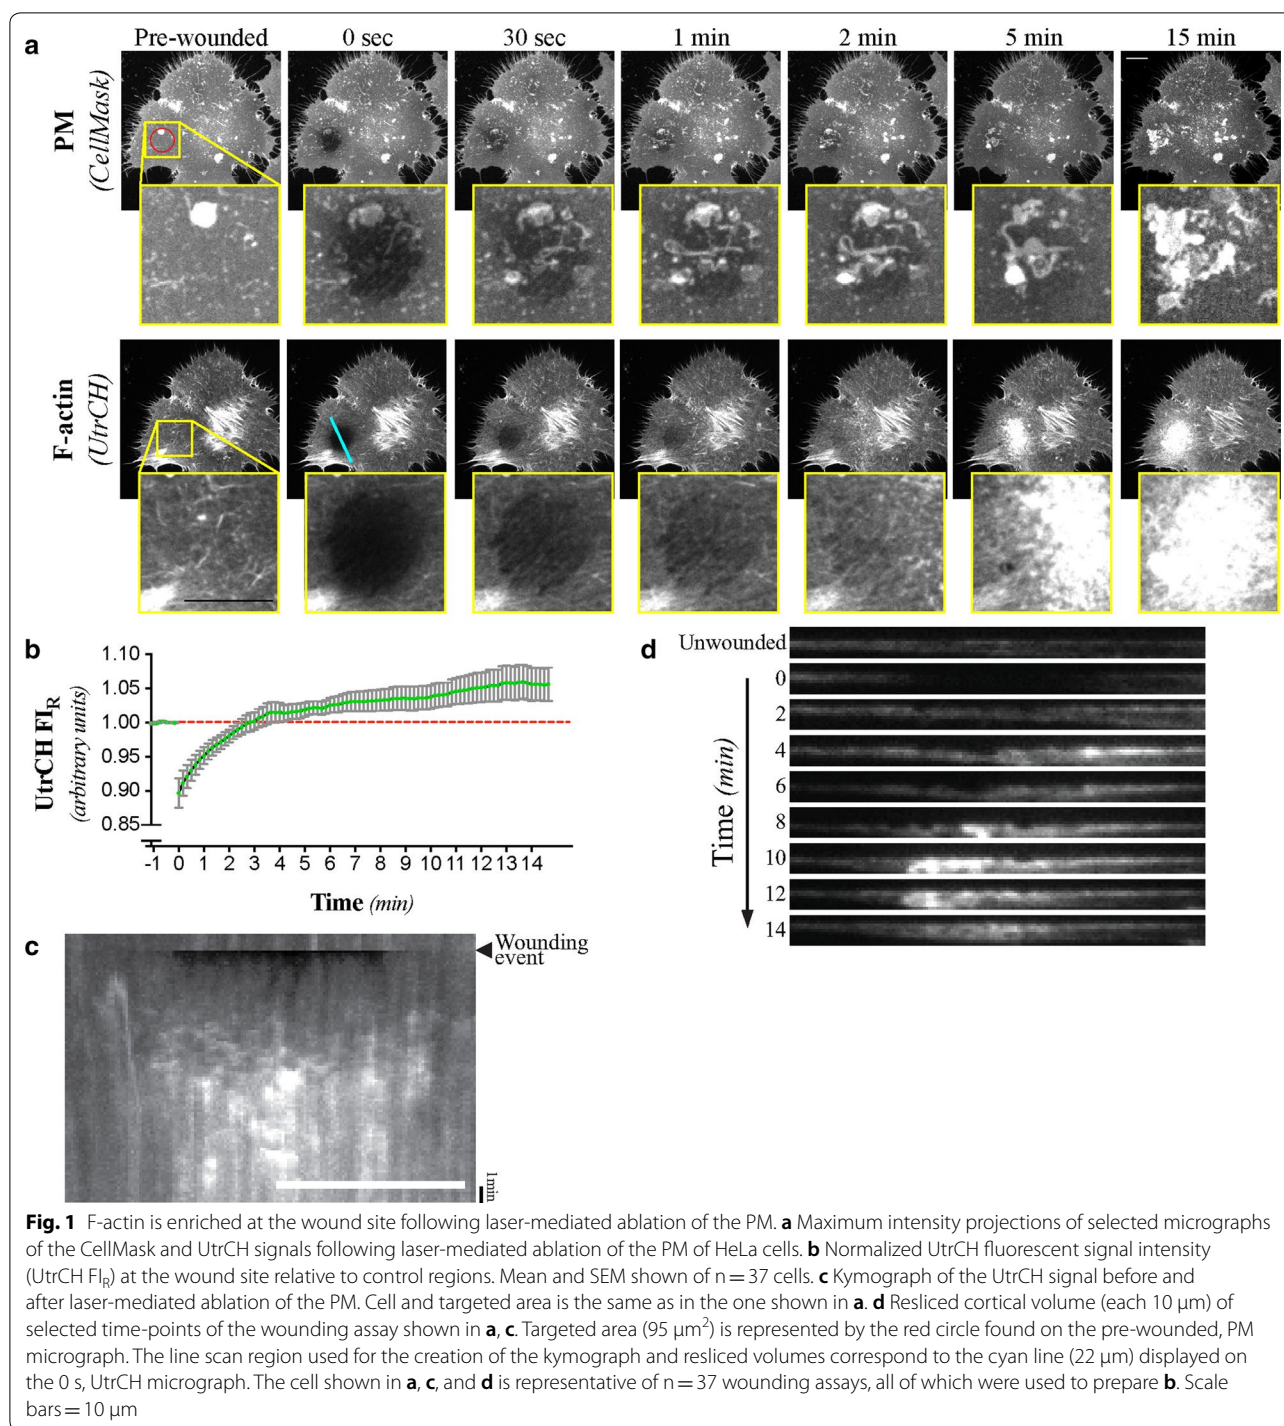 a
Pre-wounded 0 sec 30 sec 1 min 2 min 5 min 15 min
PM
(CellMask)
F-actin
(UtrCH)
b
1.10
1.05
1.00
0.95
0.90
0.85
UtrCH FI_R
(arbitrary units)
-1 0 1 2 3 4 5 6 7 8 9 10 11 12 13 14
Time (min)
d
Unwounded
0
2
4
6
8
10
12
14
Time (min)
c
Wounding
event
1min
Fig. 1 F-actin is enriched at the wound site following laser-mediated ablation of the PM. a Maximum intensity projections of selected micrographs
of the CellMask and UtrCH signals following laser-mediated ablation of the PM of HeLa cells. b Normalized UtrCH fluorescent signal intensity
(UtrCH FI_R) at the wound site relative to control regions. Mean and SEM shown of n = 37 cells. c Kymograph of the UtrCH signal before and
after laser-mediated ablation of the PM. Cell and targeted area is the same as in the one shown in a. d Resliced cortical volume (each 10 μm) of
selected time-points of the wounding assay shown in a, c. Targeted area (95 μm²) is represented by the red circle found on the pre-wounded, PM
micrograph. The line scan region used for the creation of the kymograph and resliced volumes correspond to the cyan line (22 μm) displayed on
the 0 s, UtrCH micrograph. The cell shown in a, c, and d is representative of n = 37 wounding assays, all of which were used to prepare b. Scale
bars = 10 μm